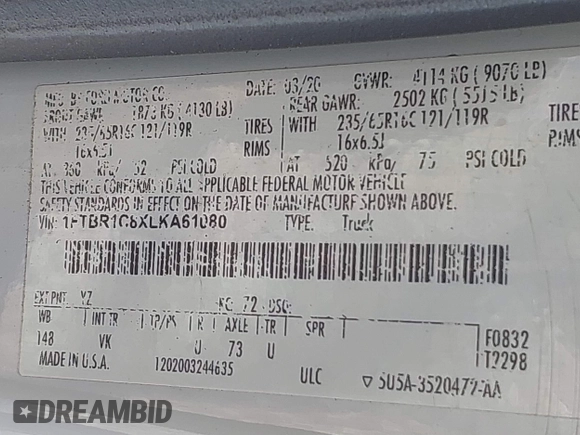 MFG. BY FORD MOTOR CO. DATE: 03/20 GVWR: 4114 KG ( 9070 LB)
FRONT GAWR: 1873 KG (4130 LB) REAR GAWR: 2502 KG ( 5515 LB)
WITH 235/65R16C 121/119R TIRES WITH 235/65R16C 121/119R TIRES
16x6.5J RIMS 16x6.5J RIMS
AT 360 kPa/ 52 PSI COLD AT 520 kPa/ 75 PSI COLD
THIS VEHICLE CONFORMS TO ALL APPLICABLE FEDERAL MOTOR VEHICLE
SAFETY STANDARDS IN EFFECT ON THE DATE OF MANUFACTURE SHOWN ABOVE.
VIN: 1FTBR1C8XLKA61080 TYPE: Truck
EXT PNT: YZ RC: 72 DSO:
WB INT TR TP/PS R AXLE TR SPR F0832
148 VK J 73 U T2298
MADE IN U.S.A. 1202003244635 ULC ▽ 5U5A-3520472-AA
DREAMBID